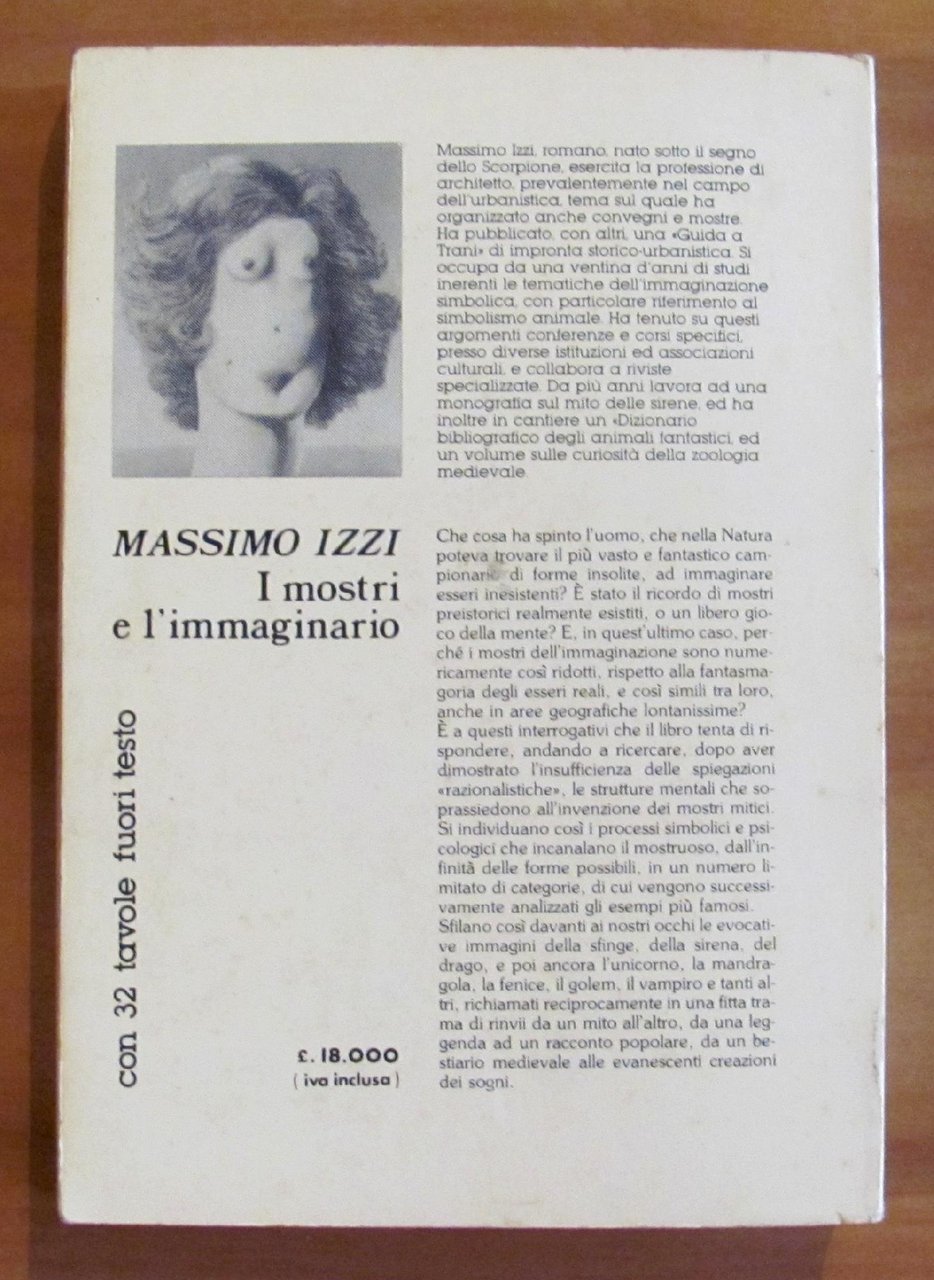 Massimo Izzi, romano, nato sotto il segno
dello Scorpione, esercita la professione di
architetto, prevalentemente nel campo
dell'urbanistica, tema sul quale ha
organizzato anche convegni e mostre.
Ha pubblicato, con altri, una «Guida a
Trani» di impronta storico-urbanistica. Si
occupa da una ventina d'anni di studi
inerenti le tematiche dell'immaginazione
simbolica, con particolare riferimento al
simbolismo animale. Ha tenuto su questi
argomenti conferenze e corsi specifici,
presso diverse istituzioni ed associazioni
culturali, e collabora a riviste
specializzate. Da più anni lavora ad una
monografia sul mito delle sirene, ed ha
inoltre in cantiere un «Dizionario
bibliografico degli animali fantastici, ed
un volume sulle curiosità della zoologia
medievale.
MASSIMO IZZI
I mostri
e l'immaginario
con 32 tavole fuori testo
£. 18.000
( iva inclusa )
Che cosa ha spinto l'uomo, che nella Natura
poteva trovare il più vasto e fantastico cam-
pionario di forme insolite, ad immaginare
esseri inesistenti? È stato il ricordo di mostri
preistorici realmente esistiti, o un libero gio-
co della mente? E, in quest'ultimo caso, per-
ché i mostri dell'immaginazione sono nume-
ricamente così ridotti, rispetto alla fantasma-
goria degli esseri reali, e così simili tra loro,
anche in aree geografiche lontanissime?
È a questi interrogativi che il libro tenta di ri-
spondere, andando a ricercare, dopo aver
dimostrato l'insufficienza delle spiegazioni
«razionalistiche», le strutture mentali che so-
prassiedono all'invenzione dei mostri mitici.
Si individuano così i processi simbolici e psi-
cologici che incanalano il mostruoso, dall'in-
finità delle forme possibili, in un numero li-
mitato di categorie, di cui vengono successi-
vamente analizzati gli esempi più famosi.
Sfilano così davanti ai nostri occhi le evocati-
ve immagini della sfinge, della sirena, del
drago, e poi ancora l'unicorno, la mandra-
gola, la fenice, il golem, il vampiro e tanti al-
tri, richiamati reciprocamente in una fitta tra-
ma di rinvii da un mito all'altro, da una leg-
genda ad un racconto popolare, da un be-
stiario medievale alle evanescenti creazioni
dei sogni.